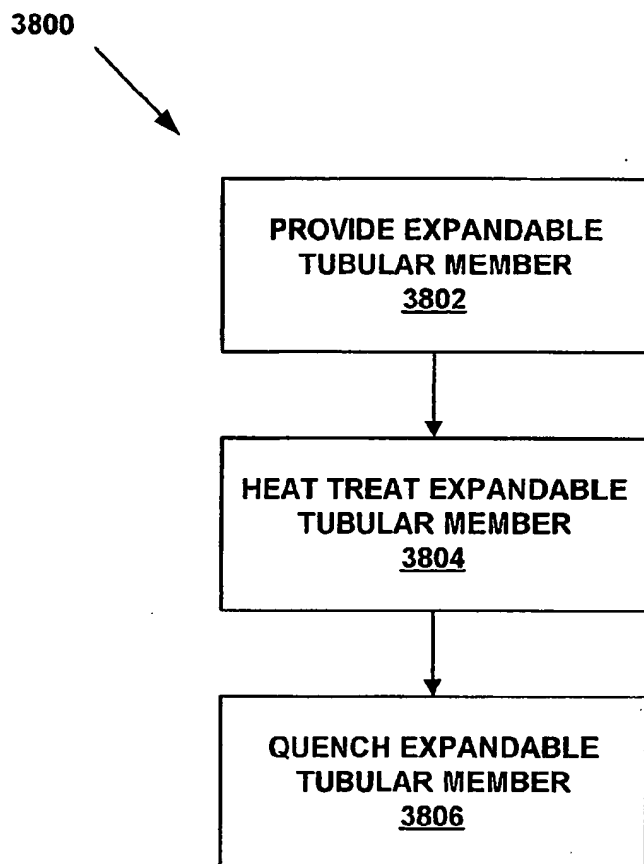 3800
PROVIDE EXPANDABLE
TUBULAR MEMBER
3802
HEAT TREAT EXPANDABLE
TUBULAR MEMBER
3804
QUENCH EXPANDABLE
TUBULAR MEMBER
3806